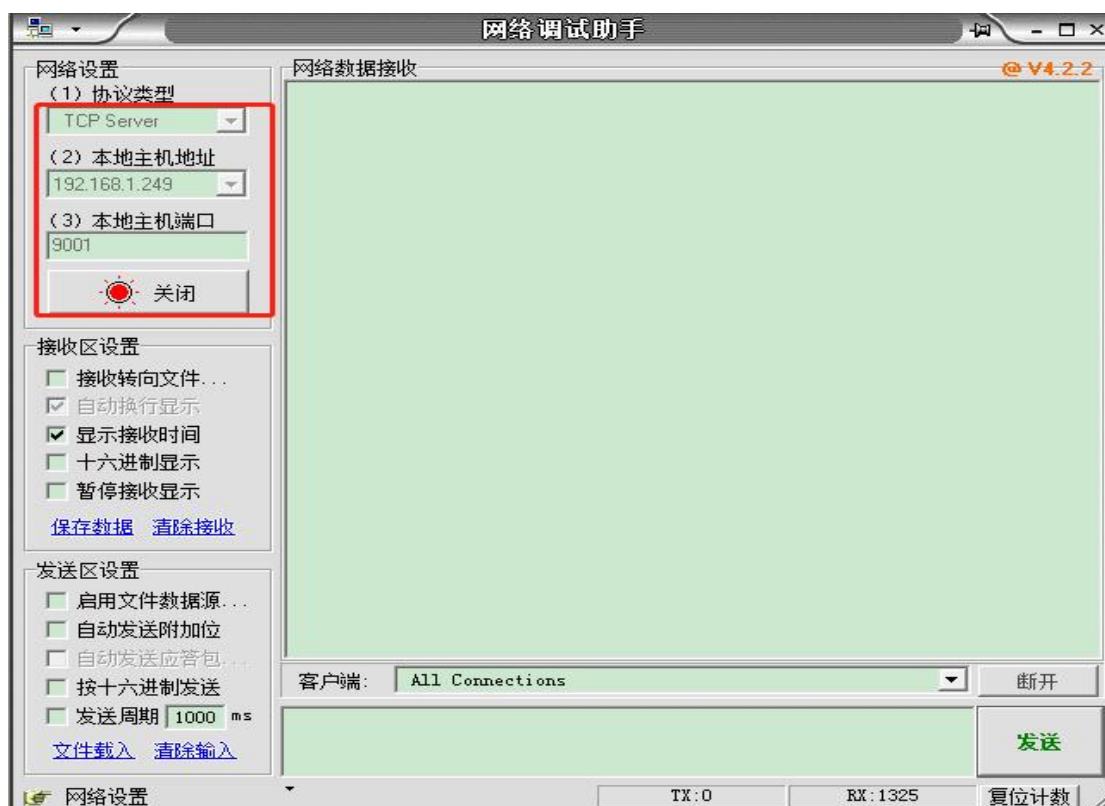 网络调试助手
网络设置
(1) 协议类型
TCP Server
(2) 本地主机地址
192.168.1.249
(3) 本地主机端口
9001
关闭
接收区设置
接收转向文件...
自动换行显示
显示接收时间
十六进制显示
暂停接收显示
保存数据 清除接收
发送区设置
启用文件数据源...
自动发送附加位
自动发送应答包...
按十六进制发送
发送周期 1000 ms
文件载入 清除输入
网络数据接收
@ V4.2.2
客户端: All Connections 断开
发送
网络设置 TX:0 RX:1325 复位计数